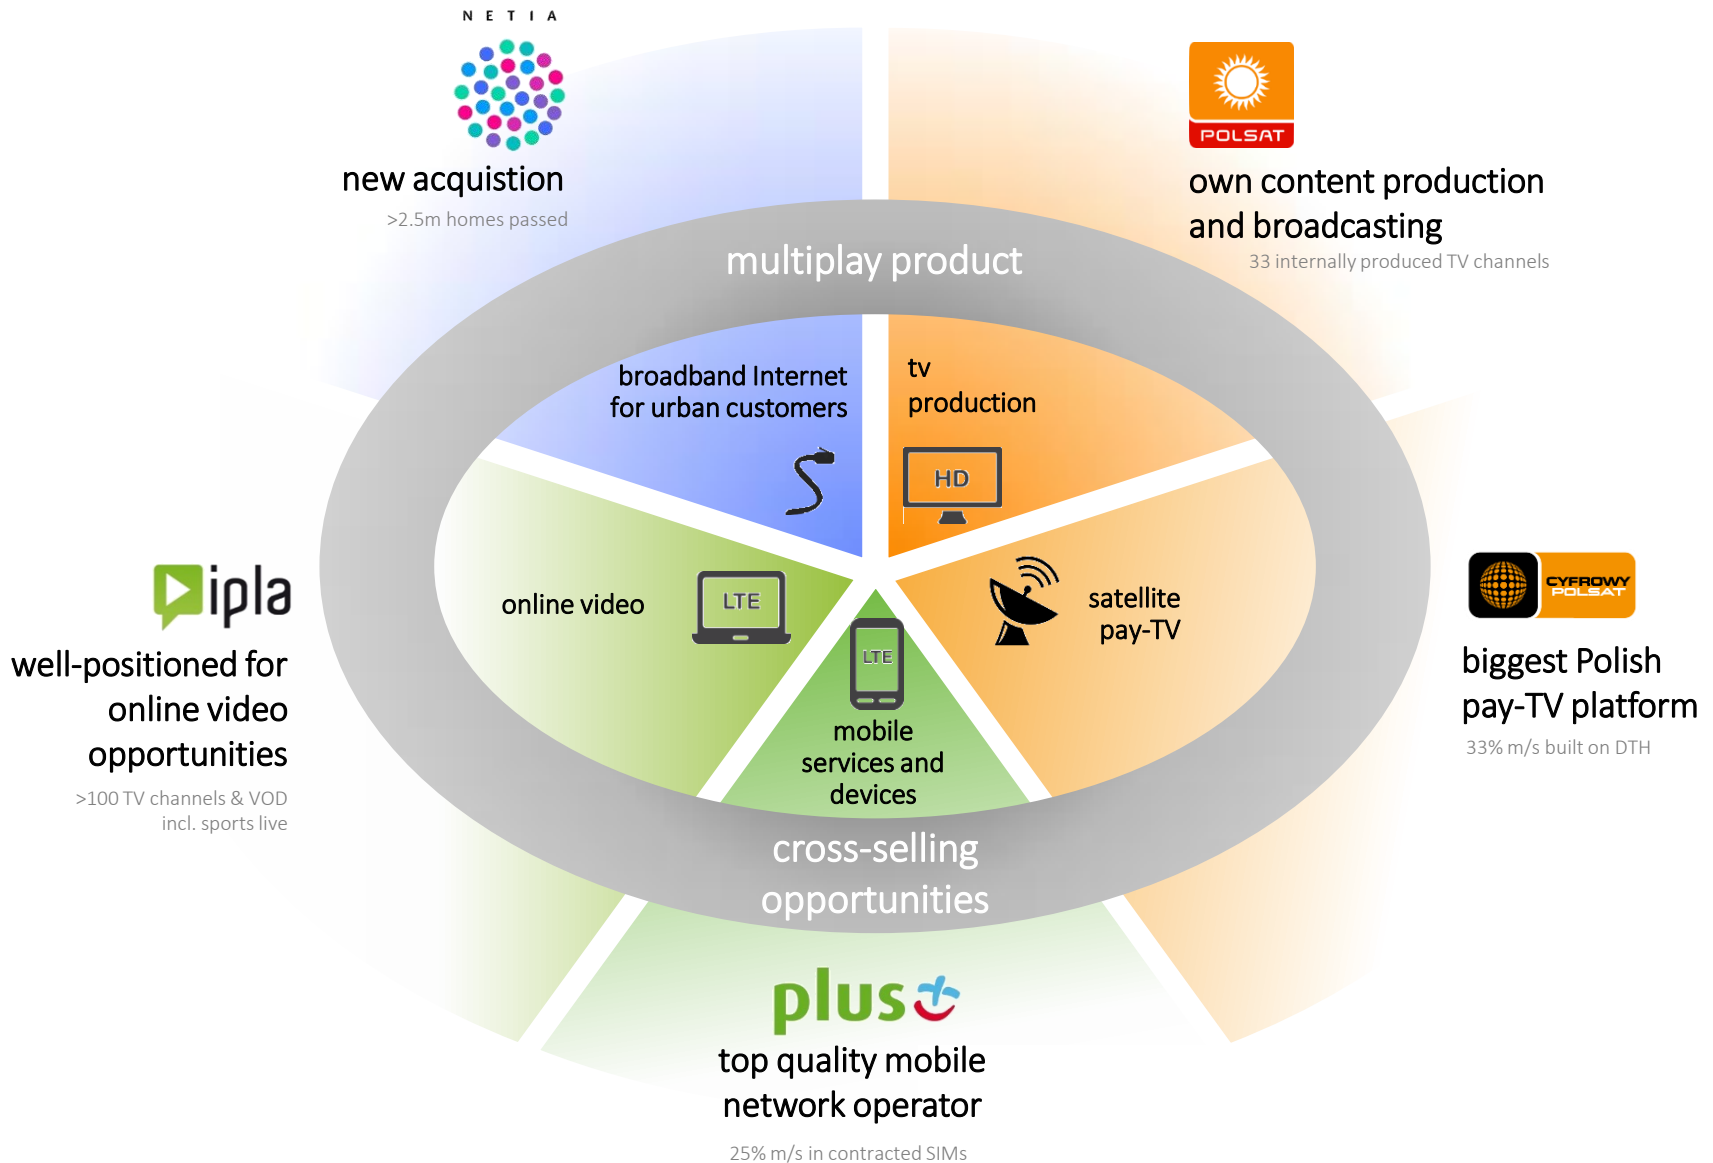 NETIA
new acquistion
>2.5m homes passed
POLSAT
own content production
and broadcasting
33 internally produced TV channels
multiplay product
broadband Internet
for urban customers
tv
production
HD
online video
LTE
LTE
mobile
services and
devices
satellite
pay-TV
ipla
well-positioned for
online video
opportunities
>100 TV channels & VOD
incl. sports live
CYFROWY
POLSAT
biggest Polish
pay-TV platform
33% m/s built on DTH
cross-selling
opportunities
plus
top quality mobile
network operator
25% m/s in contracted SIMs